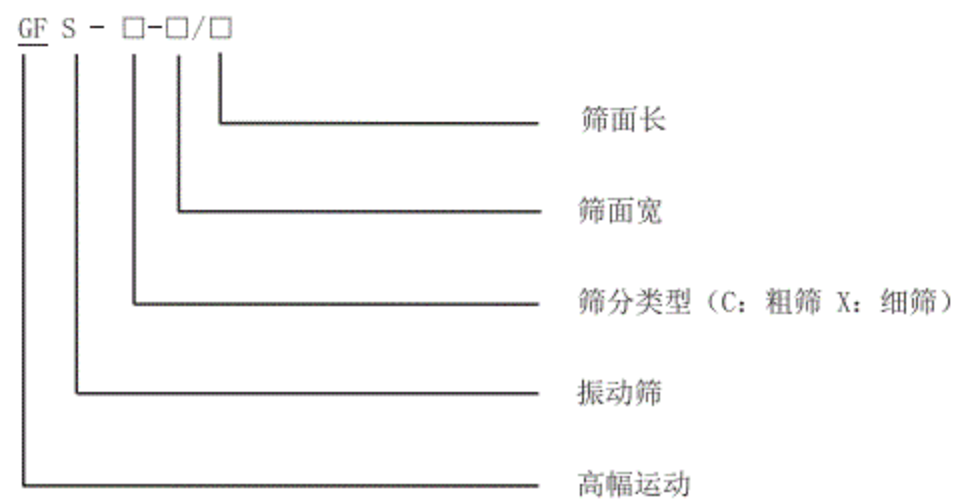 GF S- □-□/□
筛面长
筛面宽
筛分类型（C：粗筛 X：细筛）
振动筛
高幅运动